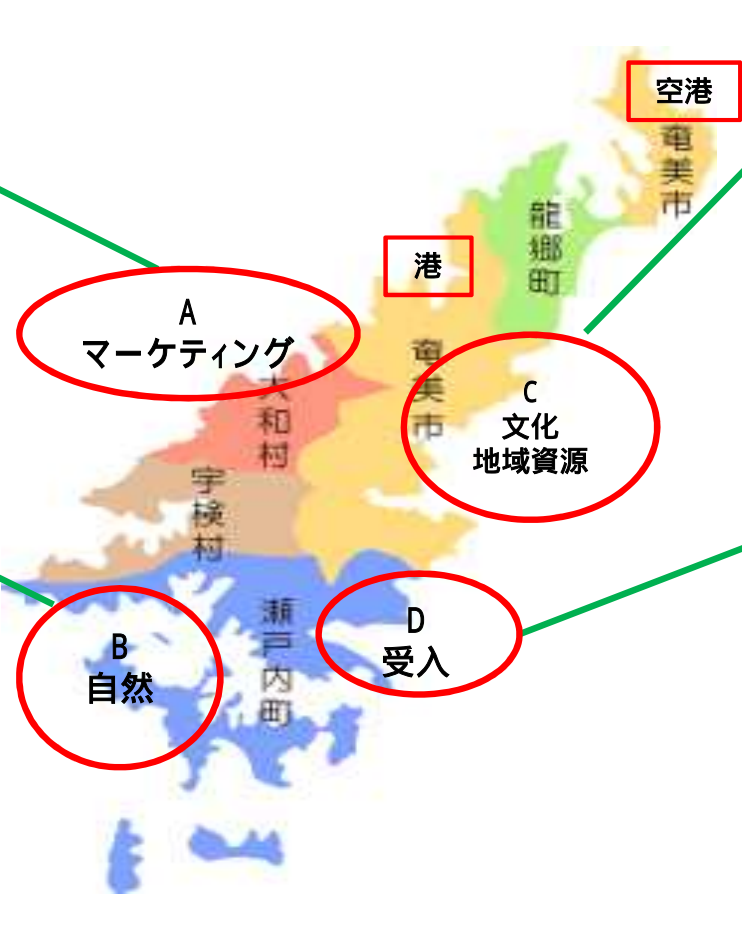 空港
奄美市
龍郷町
港
A
マーケティング
奄美市
大和村
C
文化
地域資源
宇検村
瀬戸内町
D
受入
B
自然